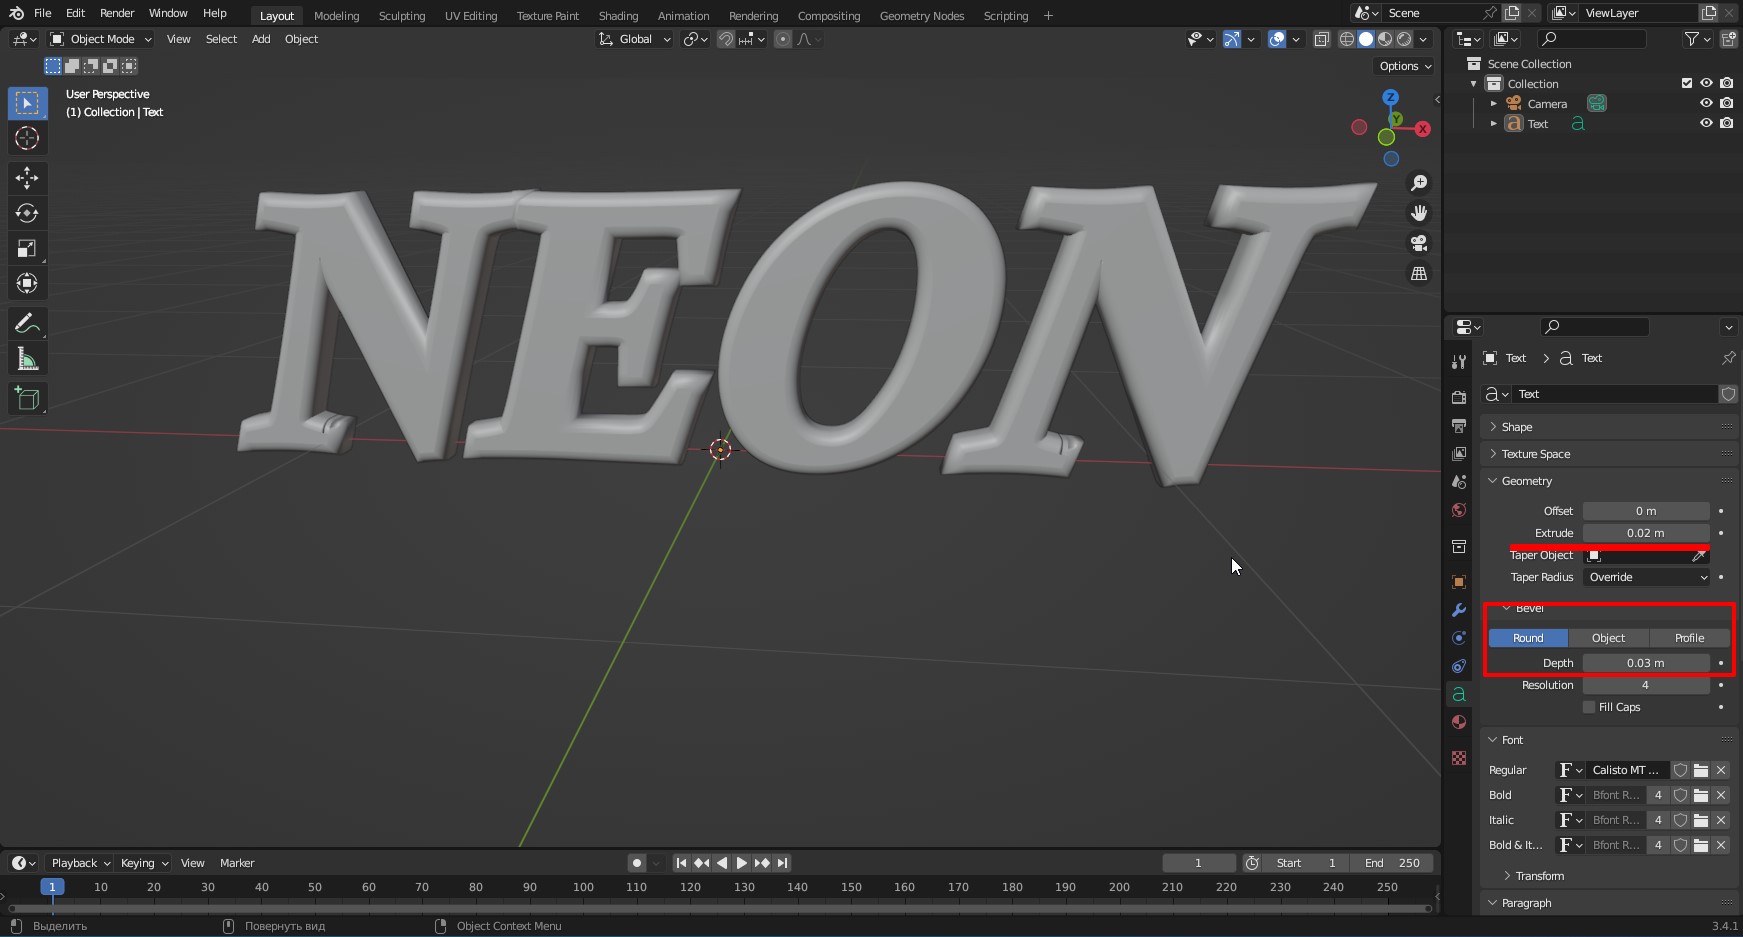 File Edit Render Window Help Layout Modeling Sculpting UV Editing Texture Paint Shading Animation Rendering Compositing Geometry Nodes Scripting + Scene ViewLayer
Object Mode View Select Add Object Global
Options
User Perspective
(1) Collection | Text
Z
Y
X
NEON
Scene Collection
Collection
Camera
Text
Text > Text
Text
Shape
Texture Space
Geometry
Offset 0 m
Extrude 0.02 m
Taper Object
Taper Radius Override
Bevel
Round Object Profile
Depth 0.03 m
Resolution 4
Fill Caps
Font
Regular F Calisto MT ...
Bold F Bfont R... 4
Italic F Bfont R... 4
Bold & It... F Bfont R... 4
Transform
Paragraph
Playback Keying View Marker 1 Start 1 End 250
1 10 20 30 40 50 60 70 80 90 100 110 120 130 140 150 160 170 180 190 200 210 220 230 240 250
Выделить Повернуть вид Object Context Menu 3.4.1